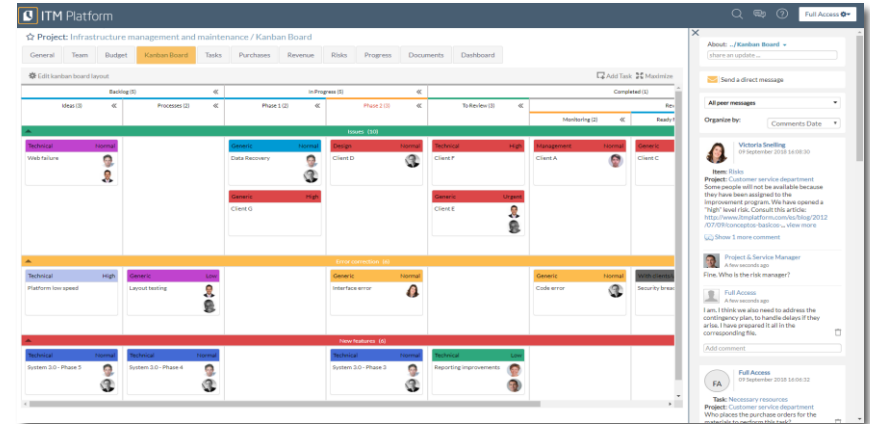 ITM Platform
Full Access
Project: Infrastructure management and maintenance / Kanban Board
General Team Budget Kanban Board Tasks Purchases Revenue Risks Progress Documents Dashboard
Edit kanban board layout
Add Task Maximize
Backlog (5) In-Progress (5) Completed (1)
Ideas (3) Processes (2) Phase 1 (2) Phase 2 (3) To Review (3)
Monitoring (2)
Issues (10)
Technical Normal Generic Normal Design Normal Technical High Management Normal Generic
Web failure Data Recovery Client D Client F Client A Client C
Generic High Generic Urgent
Client G Client E
Error correction (6)
Technical High Generic Low Generic Normal Generic Normal
Platform low speed Layout testing Interface error Code error Security breac
New features (6)
Technical Normal Technical Normal Technical Normal Technical Low
System 3.0 - Phase 5 System 3.0 - Phase 4 System 3.0 - Phase 3 Reporting improvements
About: ../Kanban Board
share an update ...
Send a direct message
All peer messages
Organize by: Comments Date
Victoria Snelling
09 September 2018 16:08:30
Item: Risks
Project: Customer service department
Some people will not be available because
they have been assigned to the
improvement program. We have opened a
"high" level risk. Consult this article:
http://www.itmplatform.com/es/blog/2012
/07/09/conceptos-basicos-... view more
Show 1 more comment
Project & Service Manager
A few seconds ago
Fine. Who is the risk manager?
Full Access
A few seconds ago
I am. I think we also need to address the
contingency plan, to handle delays if they
arise. I have prepared it all in the
corresponding file.
Add comment
FA
Full Access
09 September 2018 16:06:52
Task: Necessary resources
Project: Customer service department
Who places the purchase orders for the
materials to perform this task?